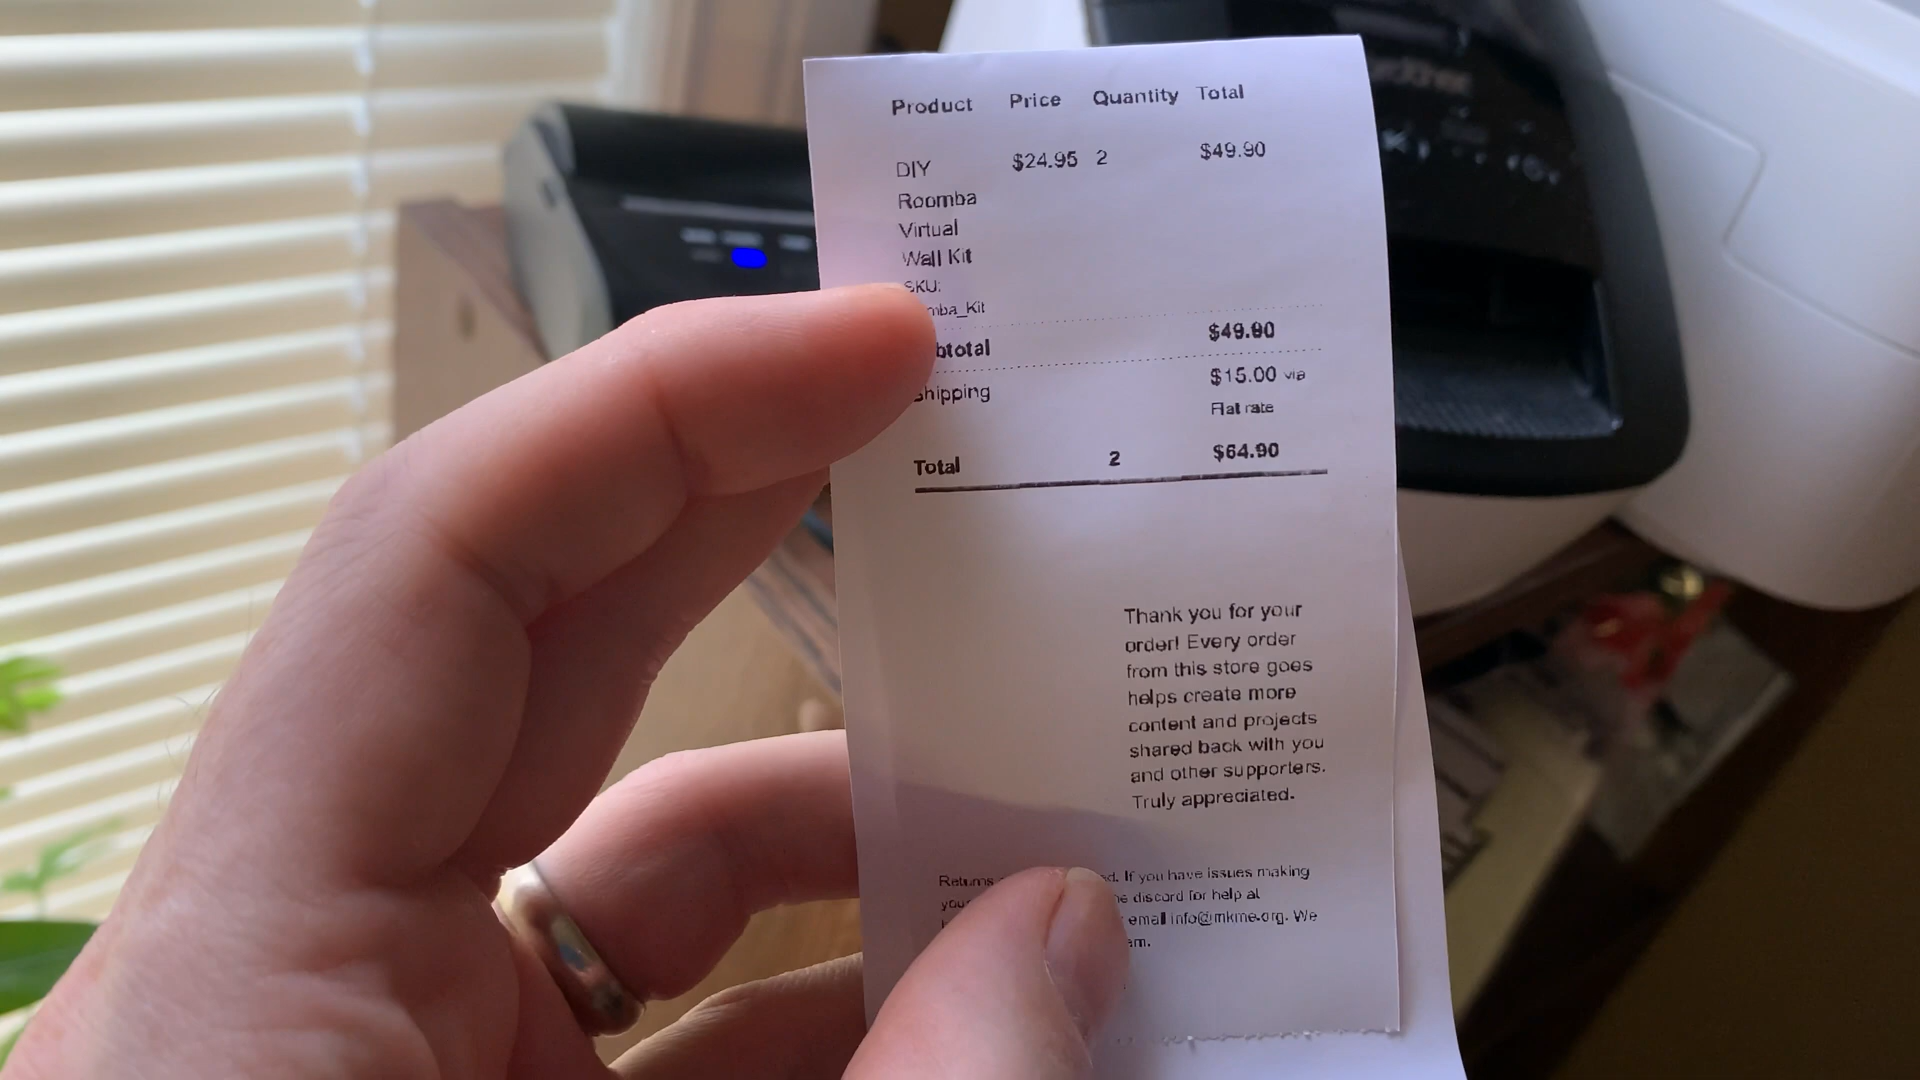 Product Price Quantity Total
DIY $24.95 2 $49.90
Roomba
Virtual
Wall Kit
SKU:
mba_Kit
$49.90
btotal
$15.00 via
Shipping
Flat rate
Total 2 $64.90
Thank you for your
order! Every order
from this store goes
helps create more
content and projects
shared back with you
and other supporters.
Truly appreciated.
Returns If you have issues making
discord for help at
email info@mkme.org. We